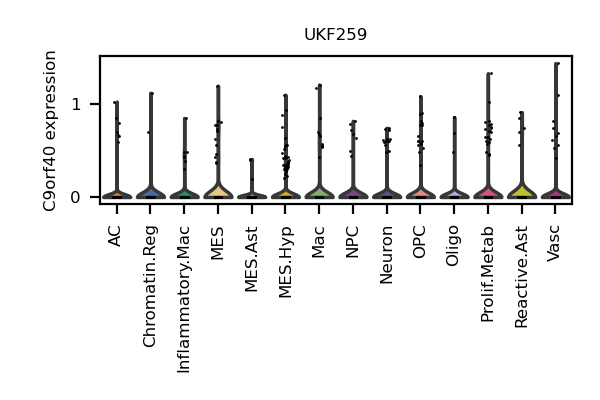 UKF259
C9orf40 expression
1
0
AC
Chromatin.Reg
Inflammatory.Mac
MES
MES.Ast
MES.Hyp
Mac
NPC
Neuron
OPC
Oligo
Prolif.Metab
Reactive.Ast
Vasc